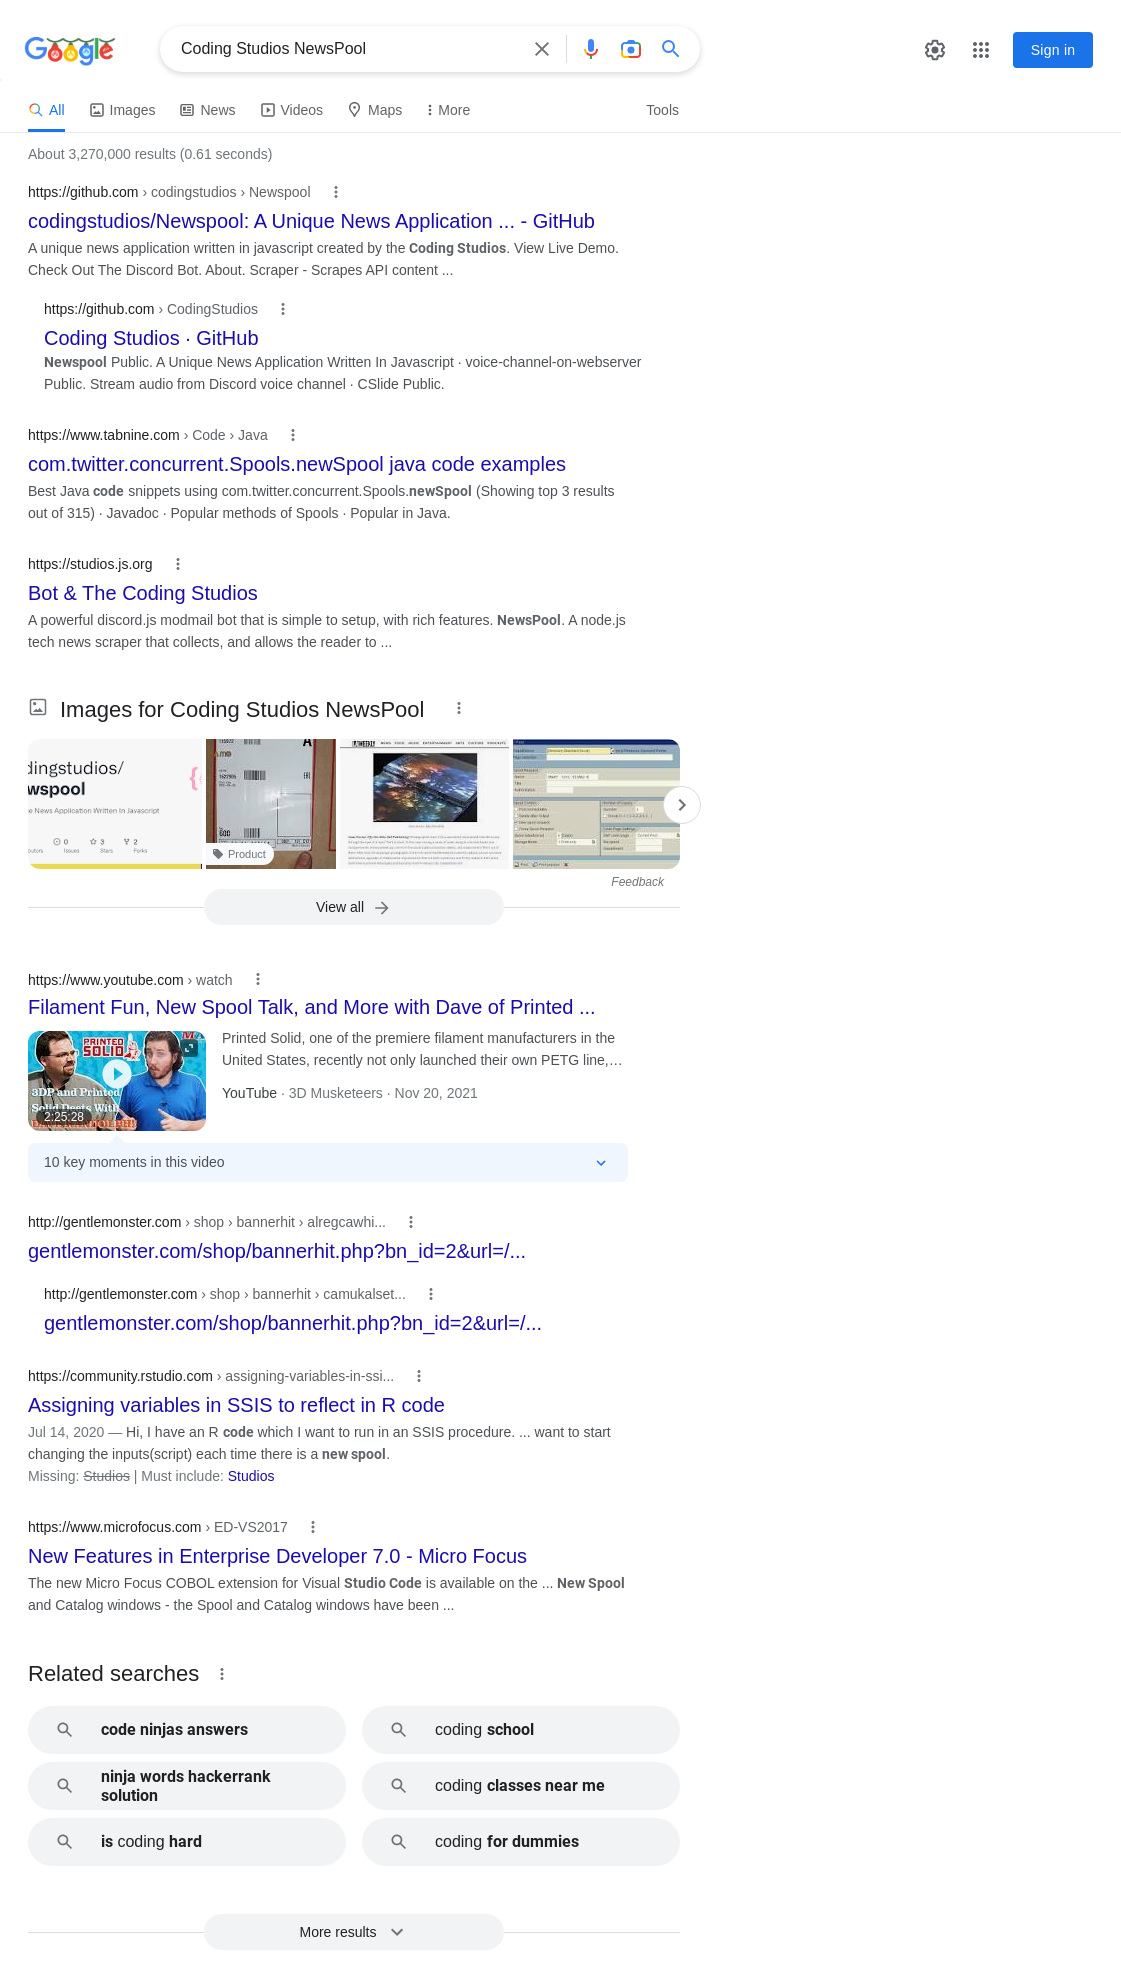 Google
Coding Studios NewsPool
Sign in
All
Images
News
Videos
Maps
More
Tools
About 3,270,000 results (0.61 seconds)
https://github.com › codingstudios › Newspool
codingstudios/Newspool: A Unique News Application ... - GitHub
A unique news application written in javascript created by the Coding Studios. View Live Demo.
Check Out The Discord Bot. About. Scraper - Scrapes API content ...
https://github.com › CodingStudios
Coding Studios · GitHub
Newspool Public. A Unique News Application Written In Javascript · voice-channel-on-webserver
Public. Stream audio from Discord voice channel · CSlide Public.
https://www.tabnine.com › Code › Java
com.twitter.concurrent.Spools.newSpool java code examples
Best Java code snippets using com.twitter.concurrent.Spools.newSpool (Showing top 3 results
out of 315) · Javadoc · Popular methods of Spools · Popular in Java.
https://studios.js.org
Bot & The Coding Studios
A powerful discord.js modmail bot that is simple to setup, with rich features. NewsPool. A node.js
tech news scraper that collects, and allows the reader to ...
Images for Coding Studios NewsPool
dingstudios/
wspool
e News Application Written In Javascript
0
3
2
Issues
Stars
Forks
Product
Feedback
View all
https://www.youtube.com › watch
Filament Fun, New Spool Talk, and More with Dave of Printed ...
PRINTED
SOLID
3DP and Printed
Solid Deets With
2:25:28
Printed Solid, one of the premiere filament manufacturers in the
United States, recently not only launched their own PETG line,...
YouTube · 3D Musketeers · Nov 20, 2021
10 key moments in this video
http://gentlemonster.com › shop › bannerhit › alregcawhi...
gentlemonster.com/shop/bannerhit.php?bn_id=2&url=/...
http://gentlemonster.com › shop › bannerhit › camukalset...
gentlemonster.com/shop/bannerhit.php?bn_id=2&url=/...
https://community.rstudio.com › assigning-variables-in-ssi...
Assigning variables in SSIS to reflect in R code
Jul 14, 2020 — Hi, I have an R code which I want to run in an SSIS procedure. ... want to start
changing the inputs(script) each time there is a new spool.
Missing: Studios | Must include: Studios
https://www.microfocus.com › ED-VS2017
New Features in Enterprise Developer 7.0 - Micro Focus
The new Micro Focus COBOL extension for Visual Studio Code is available on the ... New Spool
and Catalog windows - the Spool and Catalog windows have been ...
Related searches
code ninjas answers
coding school
ninja words hackerrank
solution
coding classes near me
is coding hard
coding for dummies
More results